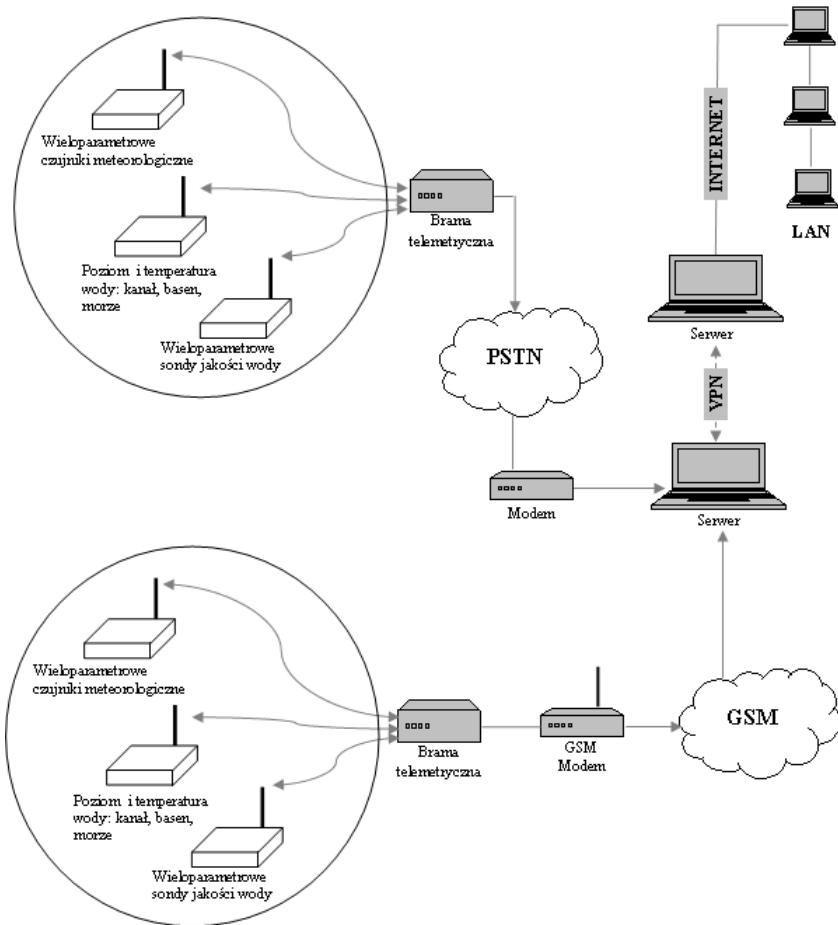 Wieloparametrowe
czujniki meteorologiczne
Poziom i temperatura
wody: kanał, basen,
morze
Wieloparametrowe
sondy jakości wody
Brama
telemetryczna
PSTN
Modem
INTERNET
LAN
Serwer
VPN
Serwer
Wieloparametrowe
czujniki meteorologiczne
Poziom i temperatura
wody: kanał, basen,
morze
Wieloparametrowe
sondy jakości wody
Brama
telemetryczna
GSM
Modem
GSM